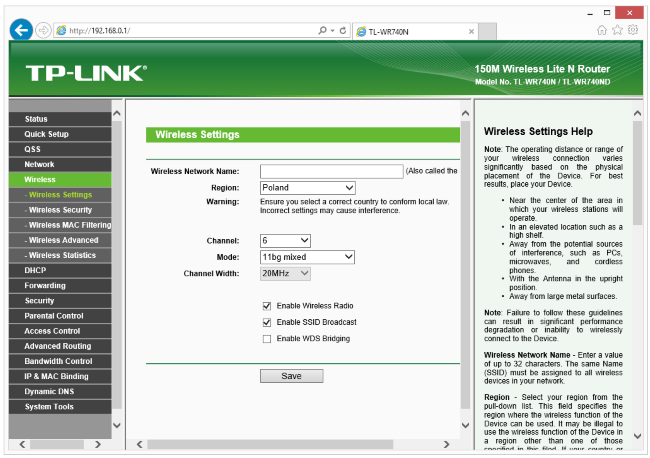 http://192.168.0.1/
TL-WR740N
TP-LINK®
150M Wireless Lite N Router
Model No. TL-WR740N / TL-WR740ND
Status
Quick Setup
QSS
Network
Wireless
- Wireless Settings
- Wireless Security
- Wireless MAC Filtering
- Wireless Advanced
- Wireless Statistics
DHCP
Forwarding
Security
Parental Control
Access Control
Advanced Routing
Bandwidth Control
IP & MAC Binding
Dynamic DNS
System Tools
Wireless Settings
Wireless Network Name:
(Also called the
Region:
Poland
Warning:
Ensure you select a correct country to conform local law.
Incorrect settings may cause interference.
Channel:
6
Mode:
11bg mixed
Channel Width:
20MHz
Enable Wireless Radio
Enable SSID Broadcast
Enable WDS Bridging
Save
Wireless Settings Help
Note: The operating distance or range of
your wireless connection varies
significantly based on the physical
placement of the Device. For best
results, place your Device.
• Near the center of the area in
which your wireless stations will
operate.
• In an elevated location such as a
high shelf.
• Away from the potential sources
of interference, such as PCs,
microwaves, and cordless
phones.
• With the Antenna in the upright
position.
• Away from large metal surfaces.
Note: Failure to follow these guidelines
can result in significant performance
degradation or inability to wirelessly
connect to the Device.
Wireless Network Name - Enter a value
of up to 32 characters. The same Name
(SSID) must be assigned to all wireless
devices in your network.
Region - Select your region from the
pull-down list. This field specifies the
region where the wireless function of the
Device can be used. It may be illegal to
use the wireless function of the Device in
a region other than one of those
specified in this filed. If your country or